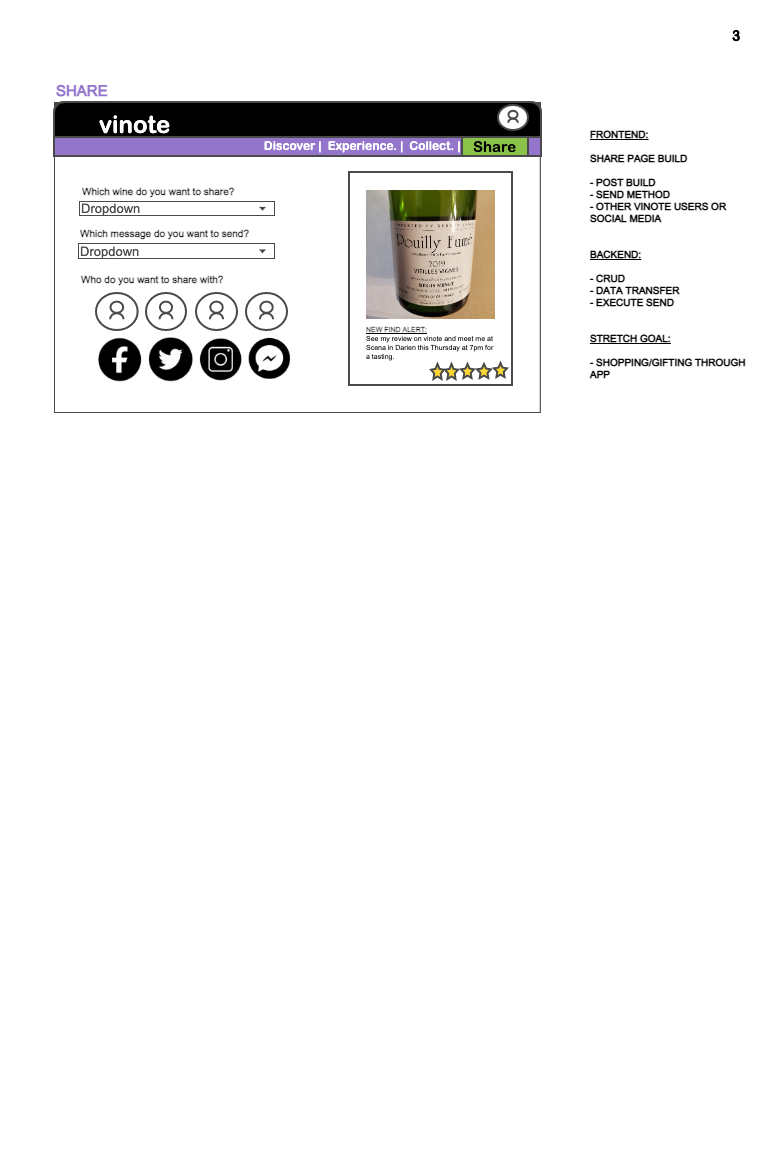 3
SHARE
vinote
Discover | Experience. | Collect. | Share
Which wine do you want to share?
Dropdown
Which message do you want to send?
Dropdown
Who do you want to share with?
Pouilly Fumé
2019
VIEILLES VIGNES
REGIS MINET
NEW FIND ALERT:
See my review on vinote and meet me at
Scena in Darien this Thursday at 7pm for
a tasting.
FRONTEND:
SHARE PAGE BUILD
- POST BUILD
- SEND METHOD
- OTHER VINOTE USERS OR
SOCIAL MEDIA
BACKEND:
- CRUD
- DATA TRANSFER
- EXECUTE SEND
STRETCH GOAL:
- SHOPPING/GIFTING THROUGH
APP